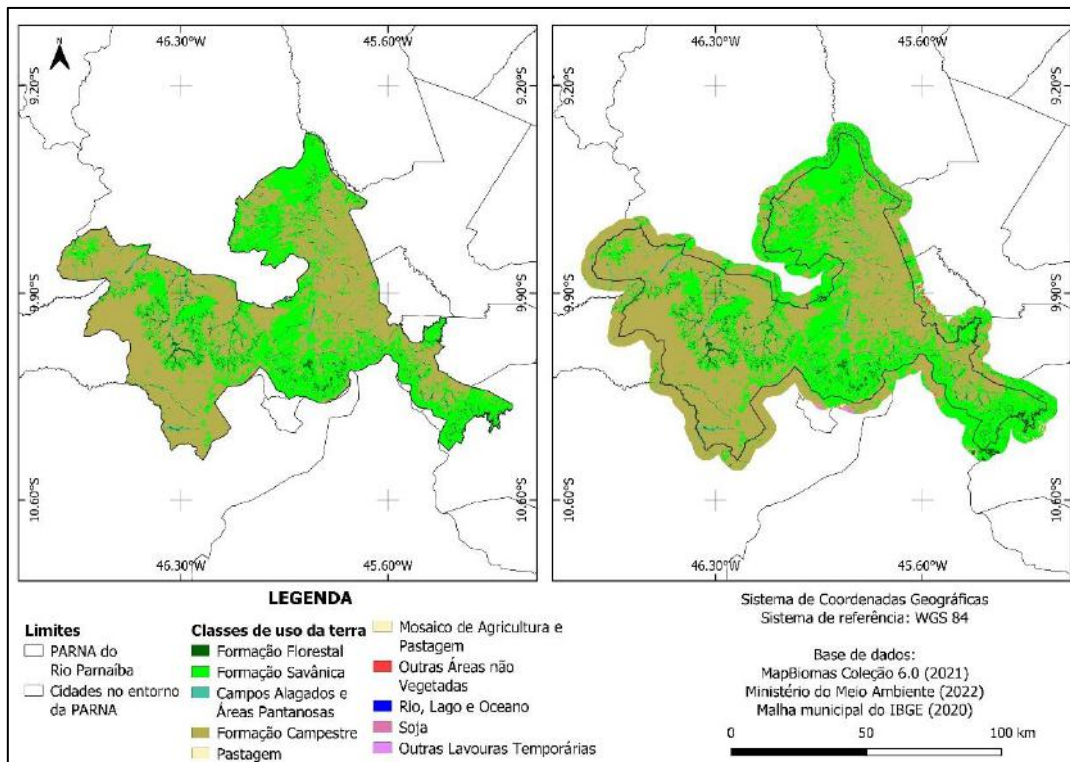 N
46.30°W 45.60°W
46.30°W 45.60°W
9.20°S
9.20°S
9.20°S
9.20°S
9.90°S
9.90°S
9.90°S
9.90°S
10.60°S
10.60°S
10.60°S
10.60°S
46.30°W 45.60°W
46.30°W 45.60°W
LEGENDA
Limites
PARNA do
Rio Parnaíba
Cidades no entorno
da PARNA
Classes de uso da terra
Formação Florestal
Formação Savânica
Campos Alagados e
Áreas Pantanosas
Formação Campestre
Pastagem
Mosaico de Agricultura e
Pastagem
Outras Áreas não
Vegetadas
Rio, Lago e Oceano
Soja
Outras Lavouras Temporárias
Sistema de Coordenadas Geográficas
Sistema de referência: WGS 84
Base de dados:
MapBiomas Coleção 6.0 (2021)
Ministério do Meio Ambiente (2022)
Malha municipal do IBGE (2020)
0 50 100 km